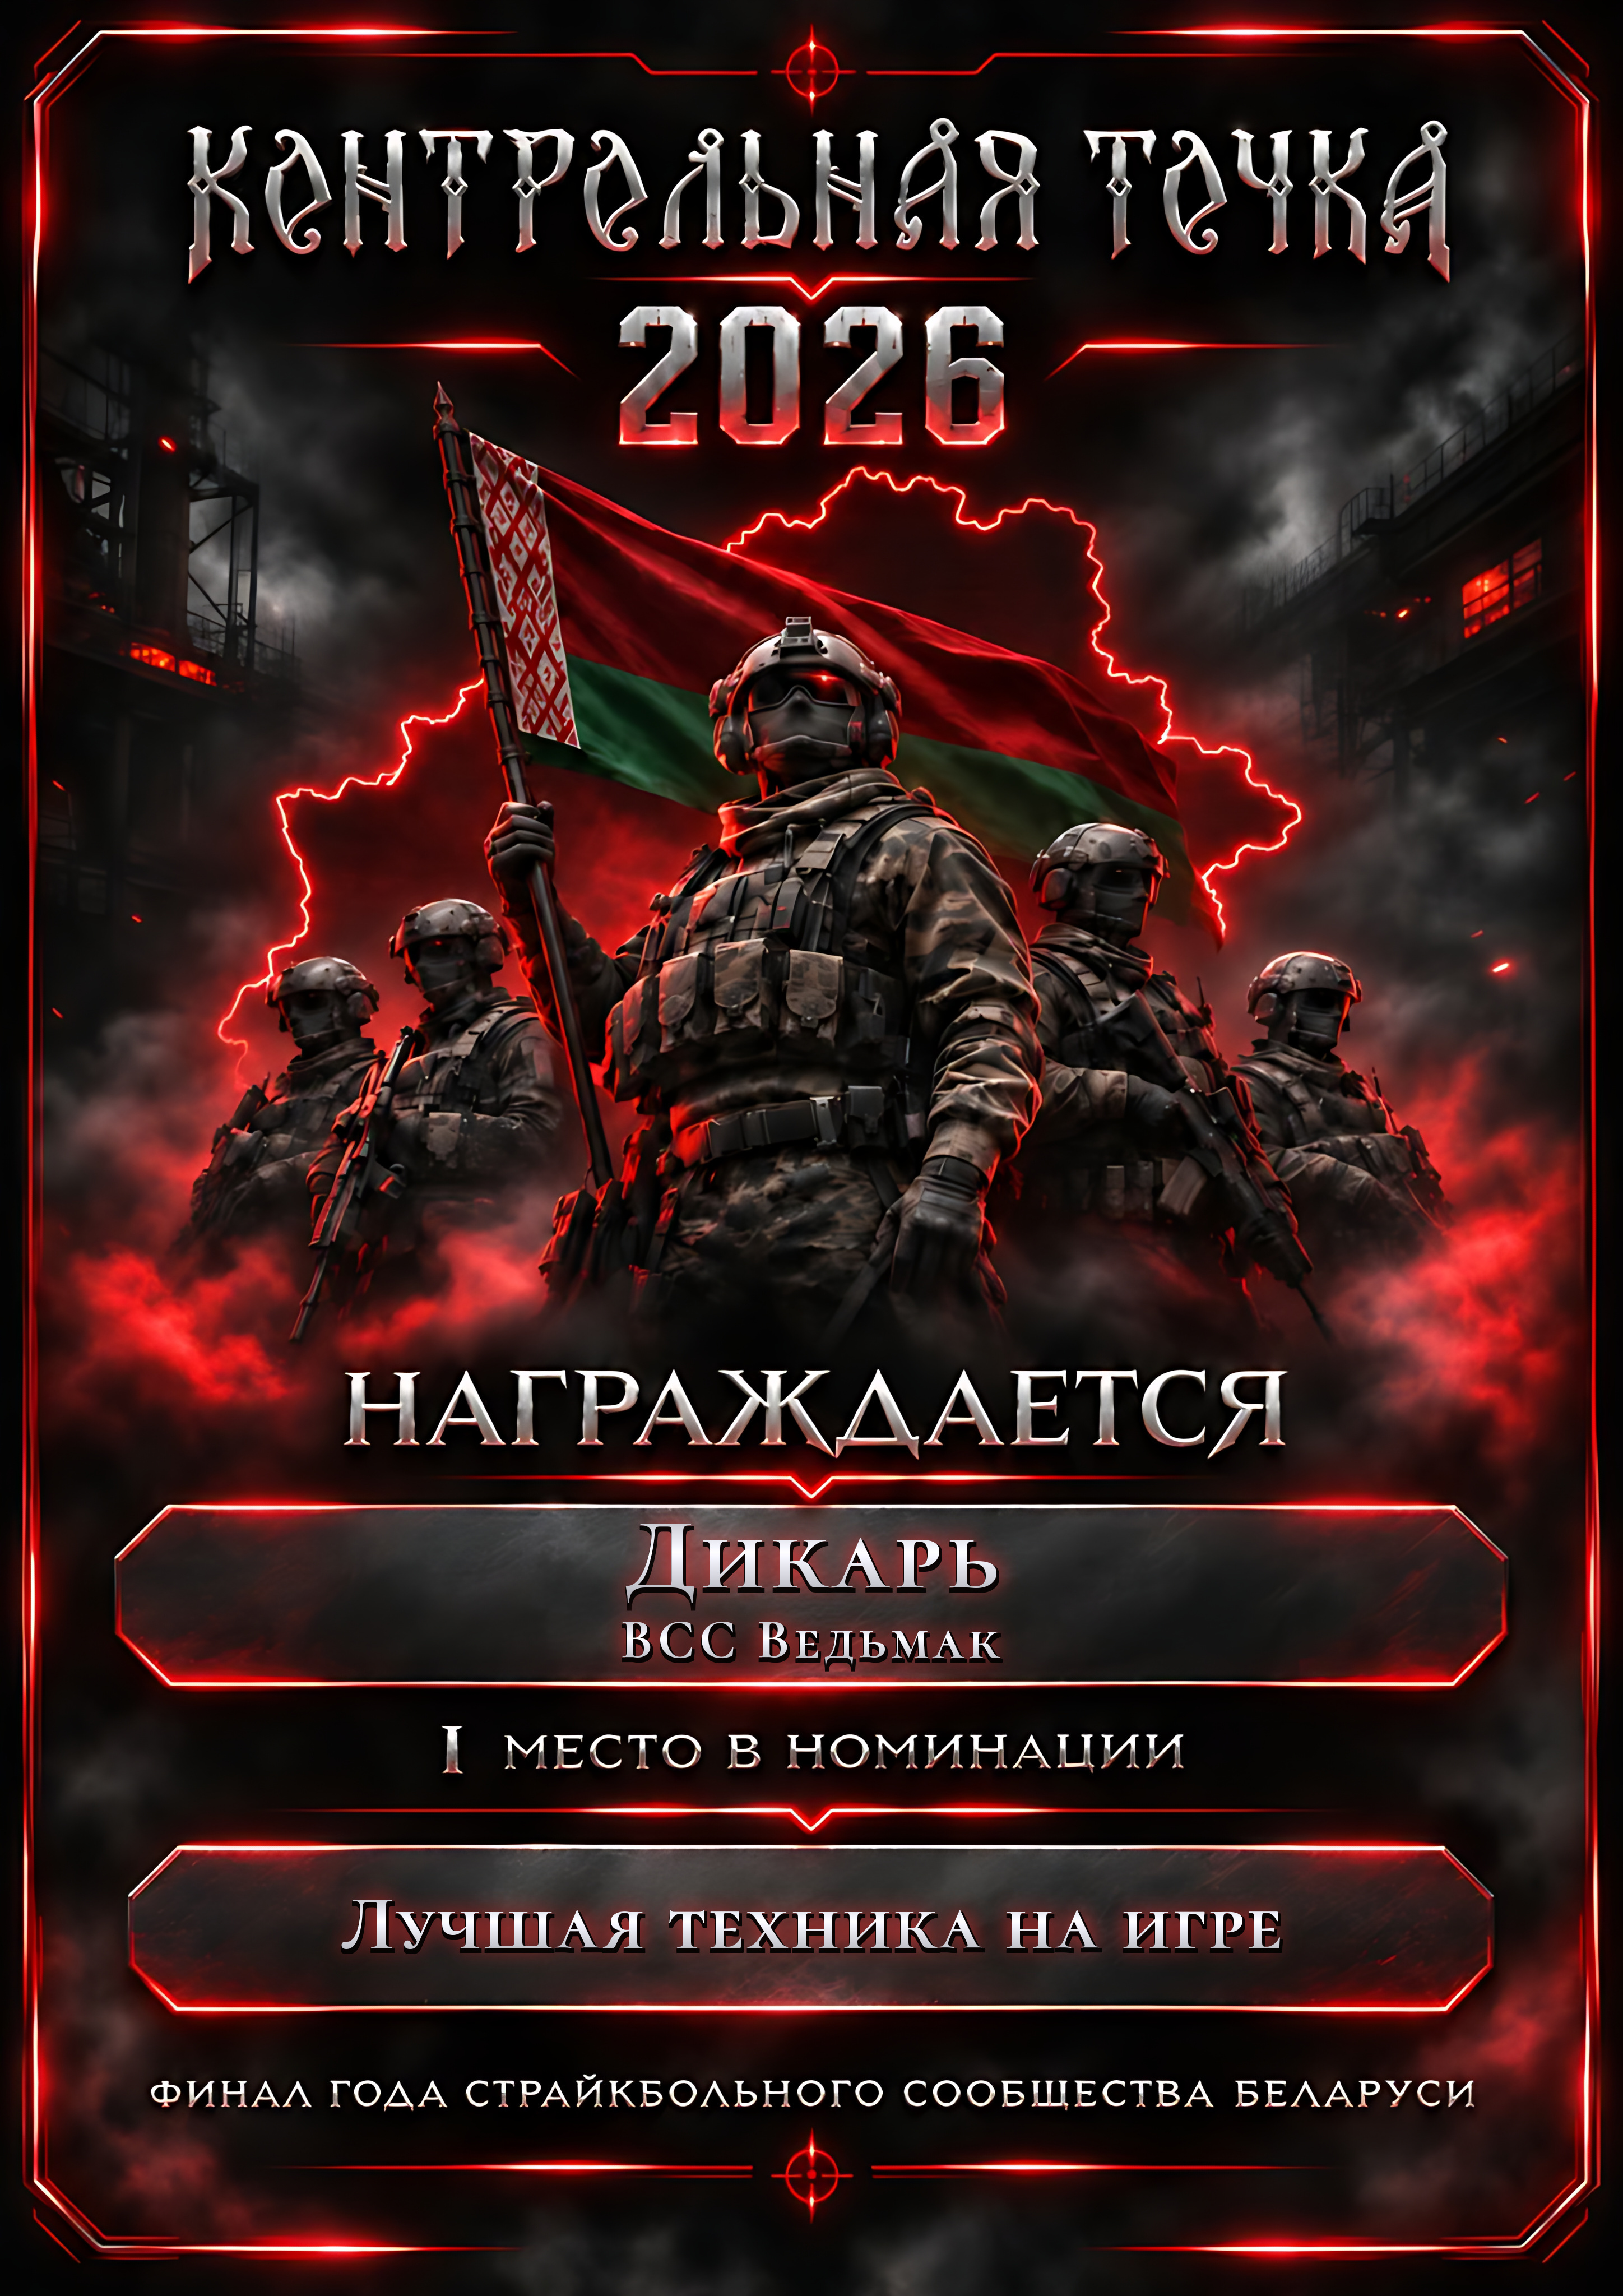 КОНТРОЛЬНАЯ ТОЧКА
2026
НАГРАЖДАЕТСЯ
Дикарь
ВСС Ведьмак
I место в номинации
Лучшая техника на игре
ФИНАЛ ГОДА СТРАЙКБОЛЬНОГО СООБЩЕСТВА БЕЛАРУСИ